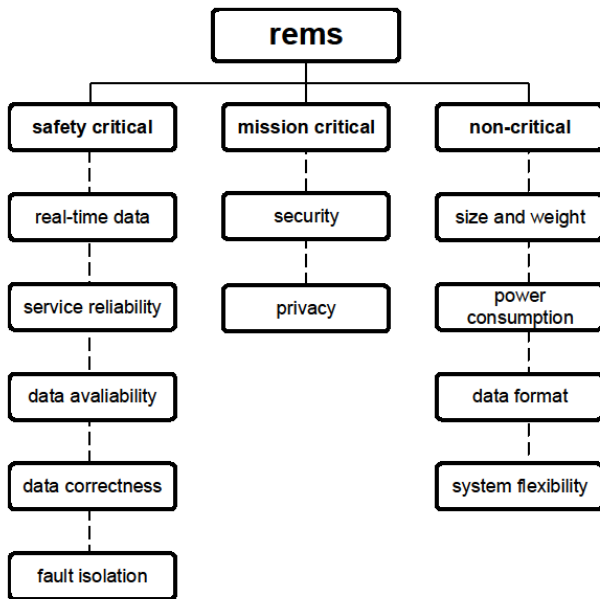 rems
safety critical
mission critical
non-critical
real-time data
security
size and weight
service reliability
privacy
power
consumption
data avaliability
data format
data correctness
system flexibility
fault isolation